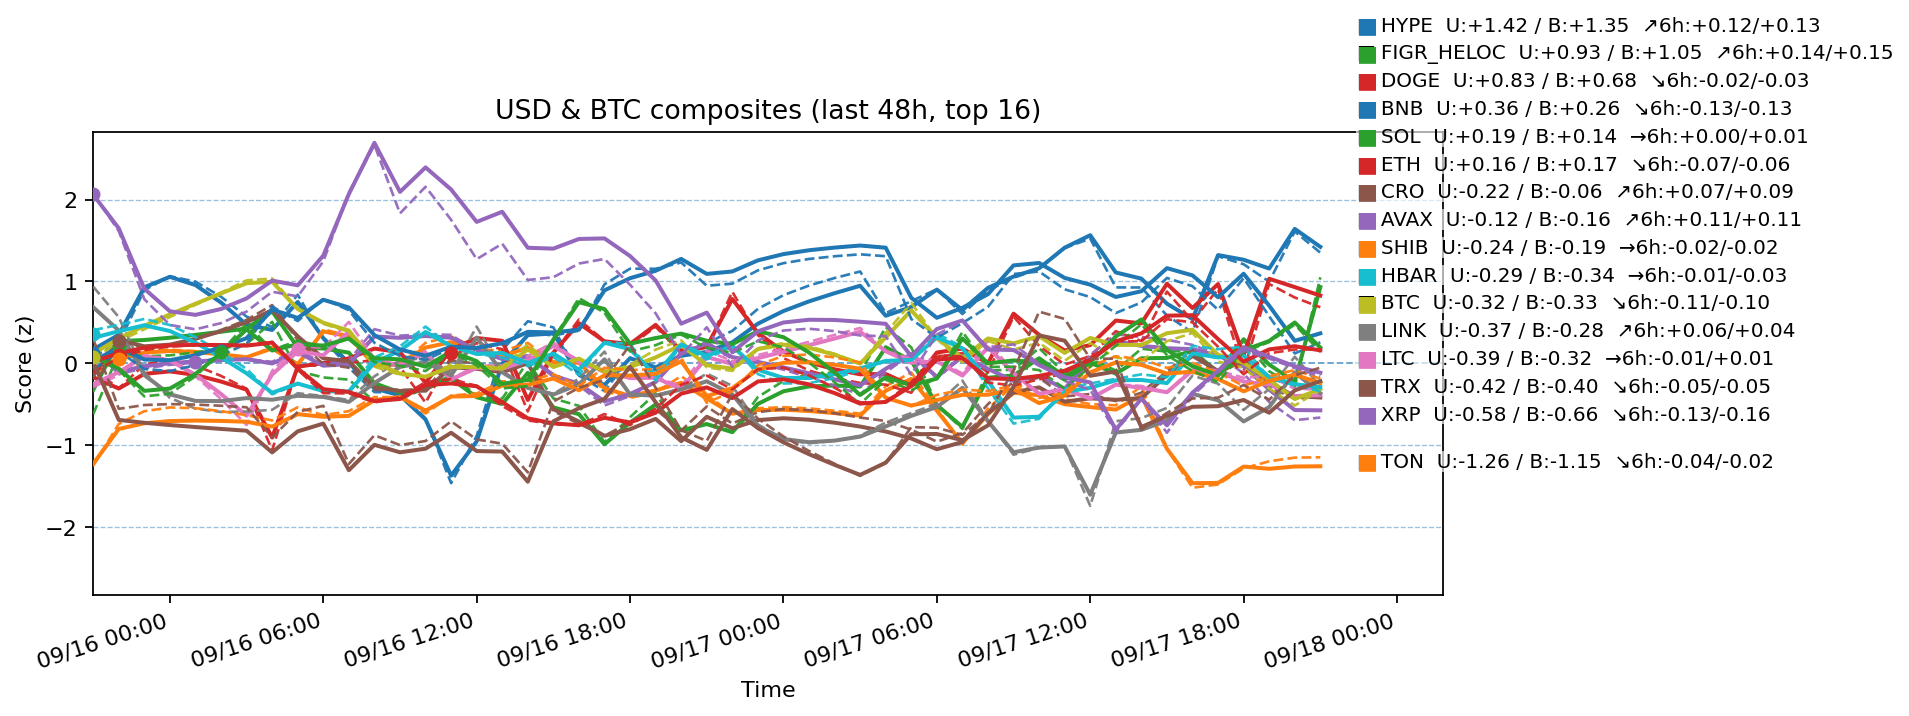 HYPE  U:+1.42 / B:+1.35  ↗6h:+0.12/+0.13
FIGR_HELOC  U:+0.93 / B:+1.05  ↗6h:+0.14/+0.15
DOGE  U:+0.83 / B:+0.68  ↘6h:-0.02/-0.03
BNB  U:+0.36 / B:+0.26  ↘6h:-0.13/-0.13
SOL  U:+0.19 / B:+0.14  →6h:+0.00/+0.01
ETH  U:+0.16 / B:+0.17  ↘6h:-0.07/-0.06
CRO  U:-0.22 / B:-0.06  ↗6h:+0.07/+0.09
AVAX  U:-0.12 / B:-0.16  ↗6h:+0.11/+0.11
SHIB  U:-0.24 / B:-0.19  →6h:-0.02/-0.02
HBAR  U:-0.29 / B:-0.34  →6h:-0.01/-0.03
BTC  U:-0.32 / B:-0.33  ↘6h:-0.11/-0.10
LINK  U:-0.37 / B:-0.28  ↗6h:+0.06/+0.04
LTC  U:-0.39 / B:-0.32  →6h:-0.01/+0.01
TRX  U:-0.42 / B:-0.40  ↘6h:-0.05/-0.05
XRP  U:-0.58 / B:-0.66  ↘6h:-0.13/-0.16
TON  U:-1.26 / B:-1.15  ↘6h:-0.04/-0.02
USD & BTC composites (last 48h, top 16)
Score (z)
2
1
0
−1
−2
09/16 00:00
09/16 06:00
09/16 12:00
09/16 18:00
09/17 00:00
09/17 06:00
09/17 12:00
09/17 18:00
09/18 00:00
Time